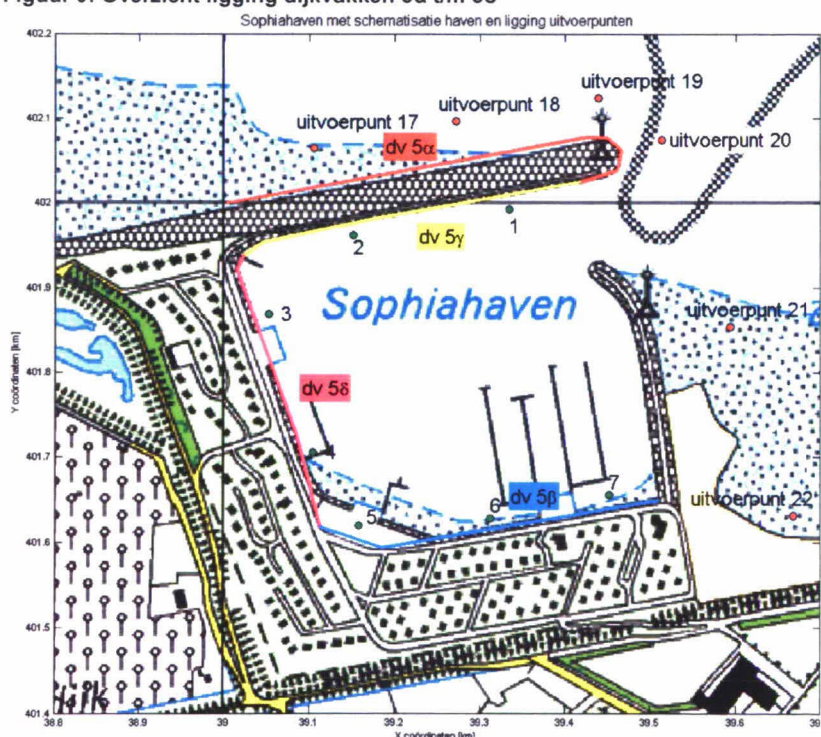 Sophiahaven met schematisatie haven en ligging uitvoerpunten
402.2
402.1
402
401.9
401.8
401.7
401.6
401.5
401.4
Y coördinaten [km]
uitvoerpunt 17
uitvoerpunt 18
uitvoerpunt 19
uitvoerpunt 20
dv 5α
dv 5γ
1
2
3
Sophiahaven
uitvoerpunt 21
dv 5δ
4
5
6
dv 5β
7
uitvoerpunt 22
38.8
38.9
39
39.1
39.2
39.3
39.4
39.5
39.6
X coördinaten [km]